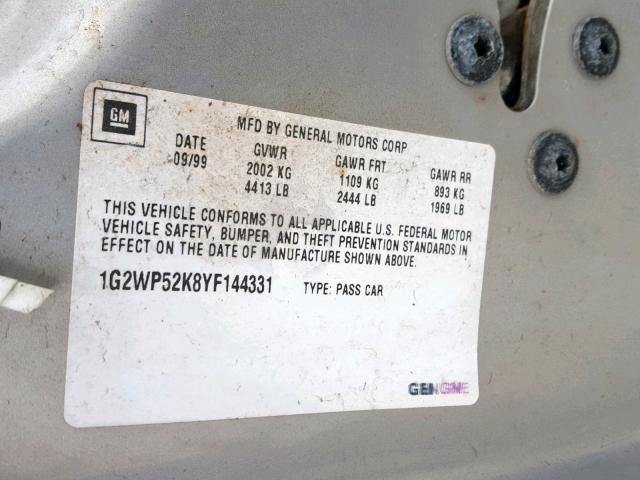 GM
MFD BY GENERAL MOTORS CORP
DATE GVWR GAWR FRT GAWR RR
09/99 2002 KG 1109 KG 893 KG
4413 LB 2444 LB 1969 LB
THIS VEHICLE CONFORMS TO ALL APPLICABLE U.S. FEDERAL MOTOR
VEHICLE SAFETY, BUMPER, AND THEFT PREVENTION STANDARDS IN
EFFECT ON THE DATE OF MANUFACTURE SHOWN ABOVE.
1G2WP52K8YF144331 TYPE: PASS CAR